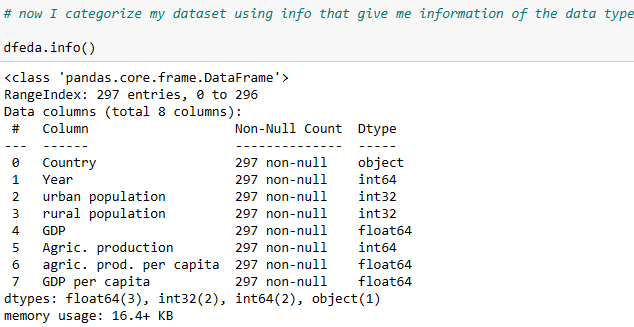 # now I categorize my dataset using info that give me information of the data type
dfeda.info()
<class 'pandas.core.frame.DataFrame'>
RangeIndex: 297 entries, 0 to 296
Data columns (total 8 columns):
 #   Column                   Non-Null Count  Dtype
---  ------                   --------------  -----
 0   Country                  297 non-null    object
 1   Year                     297 non-null    int64
 2   urban population         297 non-null    int32
 3   rural population         297 non-null    int32
 4   GDP                      297 non-null    float64
 5   Agric. production        297 non-null    int64
 6   agric. prod. per capita  297 non-null    float64
 7   GDP per capita           297 non-null    float64
dtypes: float64(3), int32(2), int64(2), object(1)
memory usage: 16.4+ KB